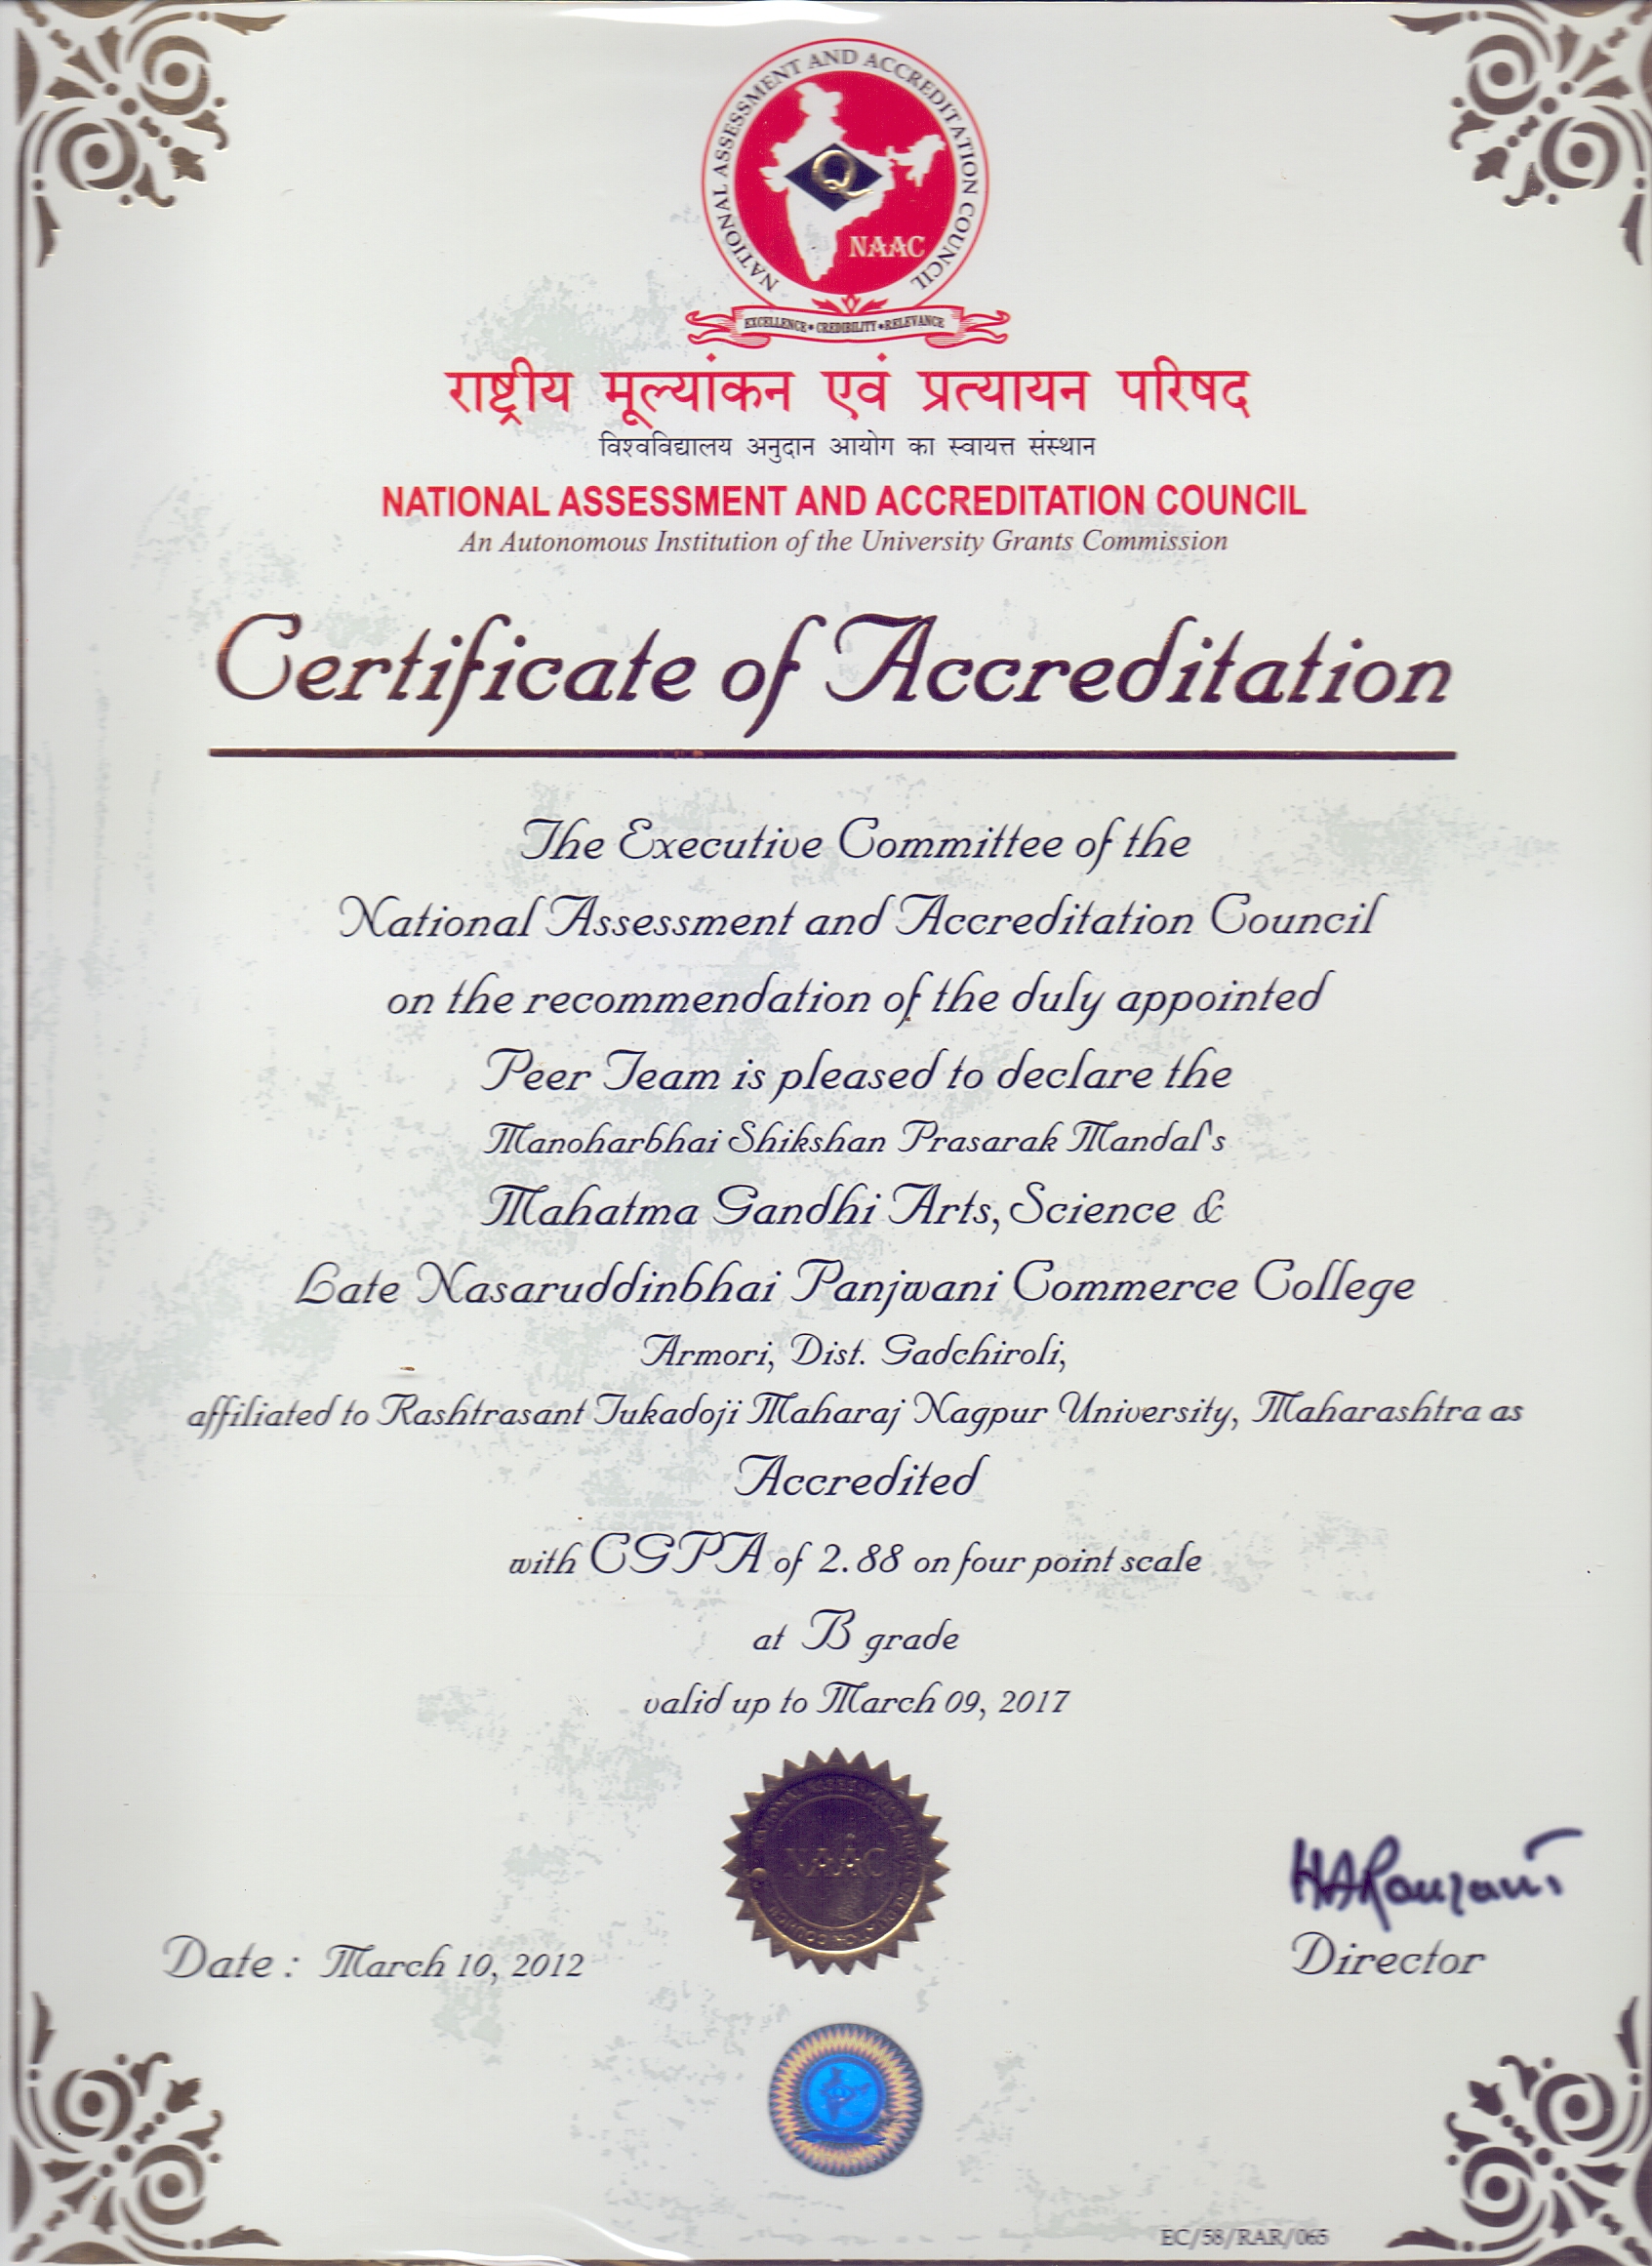 NATIONAL ASSESSMENT AND ACCREDITATION COUNCIL
Q
NAAC
EXCELLENCE • CREDIBILITY • RELEVANCE
राष्ट्रीय मूल्यांकन एवं प्रत्यायन परिषद
विश्वविद्यालय अनुदान आयोग का स्वायत्त संस्थान
NATIONAL ASSESSMENT AND ACCREDITATION COUNCIL
An Autonomous Institution of the University Grants Commission
Certificate of Accreditation
The Executive Committee of the
National Assessment and Accreditation Council
on the recommendation of the duly appointed
Peer Team is pleased to declare the
Manoharbhai Shikshan Prasarak Mandal's
Mahatma Gandhi Arts, Science &
Late Nasaruddinbhai Panjwani Commerce College
Armori, Dist. Gadchiroli,
affiliated to Rashtrasant Tukadoji Maharaj Nagpur University, Maharashtra as
Accredited
with CGPA of 2.88 on four point scale
at B grade
valid up to March 09, 2017
NAAC
Date : March 10, 2012
Director
EC/58/RAR/065